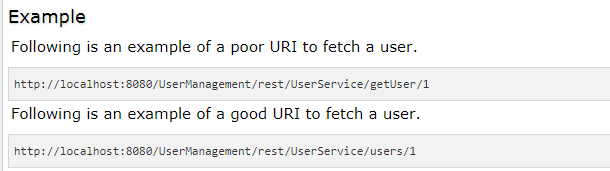 Example
Following is an example of a poor URI to fetch a user.
http://localhost:8080/UserManagement/rest/UserService/getUser/1
Following is an example of a good URI to fetch a user.
http://localhost:8080/UserManagement/rest/UserService/users/1